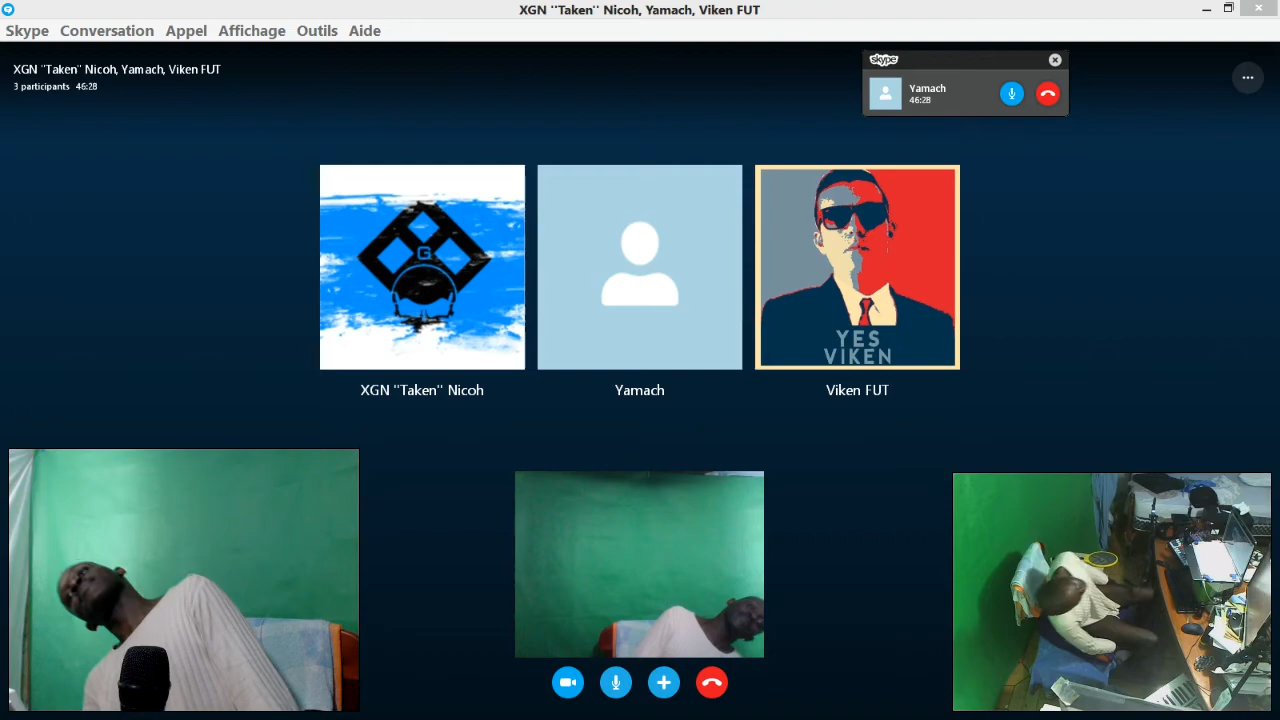 XGN "Taken" Nicoh, Yamach, Viken FUT
Skype Conversation Appel Affichage Outils Aide
XGN "Taken" Nicoh, Yamach, Viken FUT
3 participants 46:28
skype
Yamach
46:28
G
YES
VIKEN
XGN "Taken" Nicoh
Yamach
Viken FUT